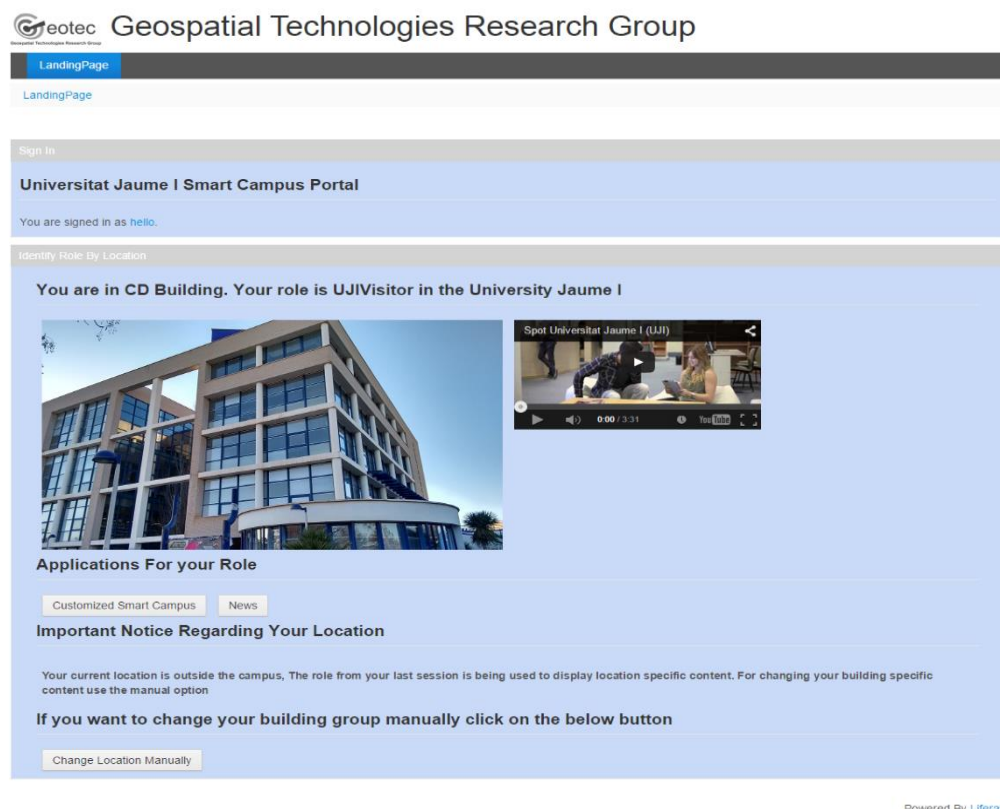 Geotec Geospatial Technologies Research Group
Geospatial Technologies Research Group
LandingPage
LandingPage
Sign In
Universitat Jaume I Smart Campus Portal
You are signed in as hello.
Identify Role By Location
You are in CD Building. Your role is UJIVisitor in the University Jaume I
Spot Universitat Jaume I (UJI)
0:00 / 3:31 YouTube
Applications For your Role
Customized Smart Campus News
Important Notice Regarding Your Location
Your current location is outside the campus, The role from your last session is being used to display location specific content. For changing your building specific
content use the manual option
If you want to change your building group manually click on the below button
Change Location Manually
Powered By Lifera